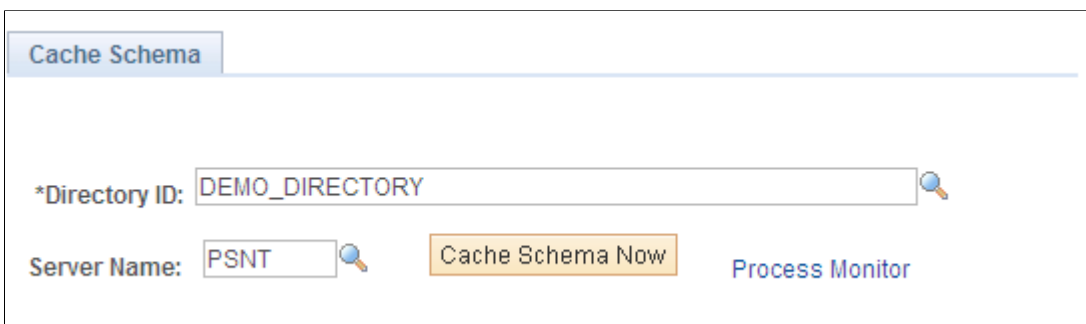 Cache Schema
*Directory ID: DEMO_DIRECTORY
Server Name: PSNT Cache Schema Now Process Monitor